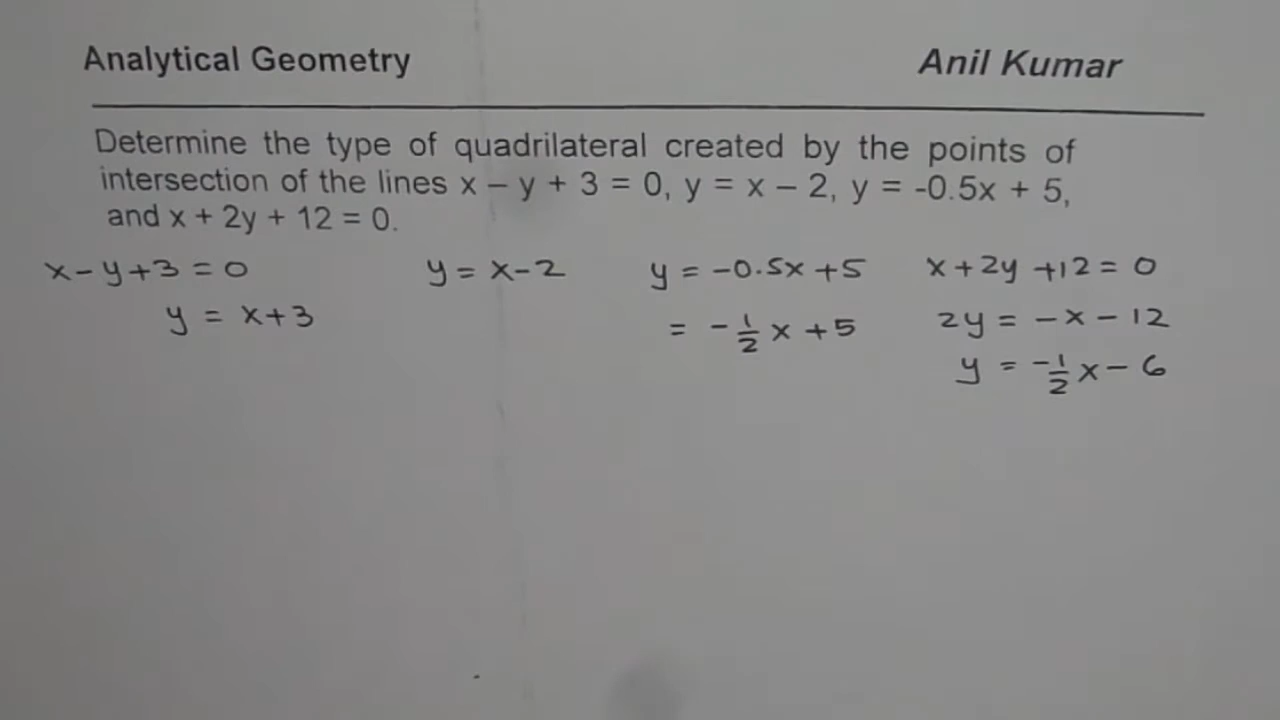 Analytical Geometry Anil Kumar
Determine the type of quadrilateral created by the points of
intersection of the lines x – y + 3 = 0, y = x – 2, y = -0.5x + 5,
and x + 2y + 12 = 0.
x - y + 3 = 0 y = x - 2 y = -0.5x + 5 x + 2y + 12 = 0
y = x + 3 = -1/2 x + 5 2y = -x - 12
y = -1/2 x - 6